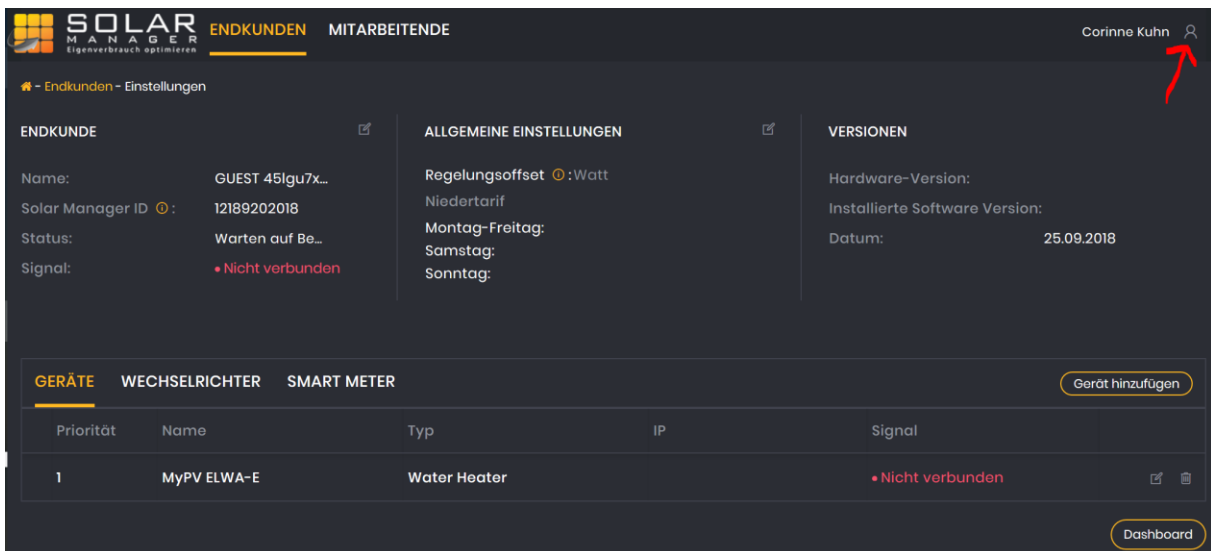 SOLAR
MANAGER
Eigenverbrauch optimieren
ENDKUNDEN MITARBEITENDE
Corinne Kuhn
- Endkunden - Einstellungen
ENDKUNDE
Name: GUEST 45lgu7x...
Solar Manager ID : 12189202018
Status: Warten auf Be...
Signal: • Nicht verbunden
ALLGEMEINE EINSTELLUNGEN
Regelungsoffset : Watt
Niedertarif
Montag-Freitag:
Samstag:
Sonntag:
VERSIONEN
Hardware-Version:
Installierte Software Version:
Datum: 25.09.2018
GERÄTE WECHSELRICHTER SMART METER
Gerät hinzufügen
Priorität Name Typ IP Signal
1 MyPV ELWA-E Water Heater • Nicht verbunden
Dashboard